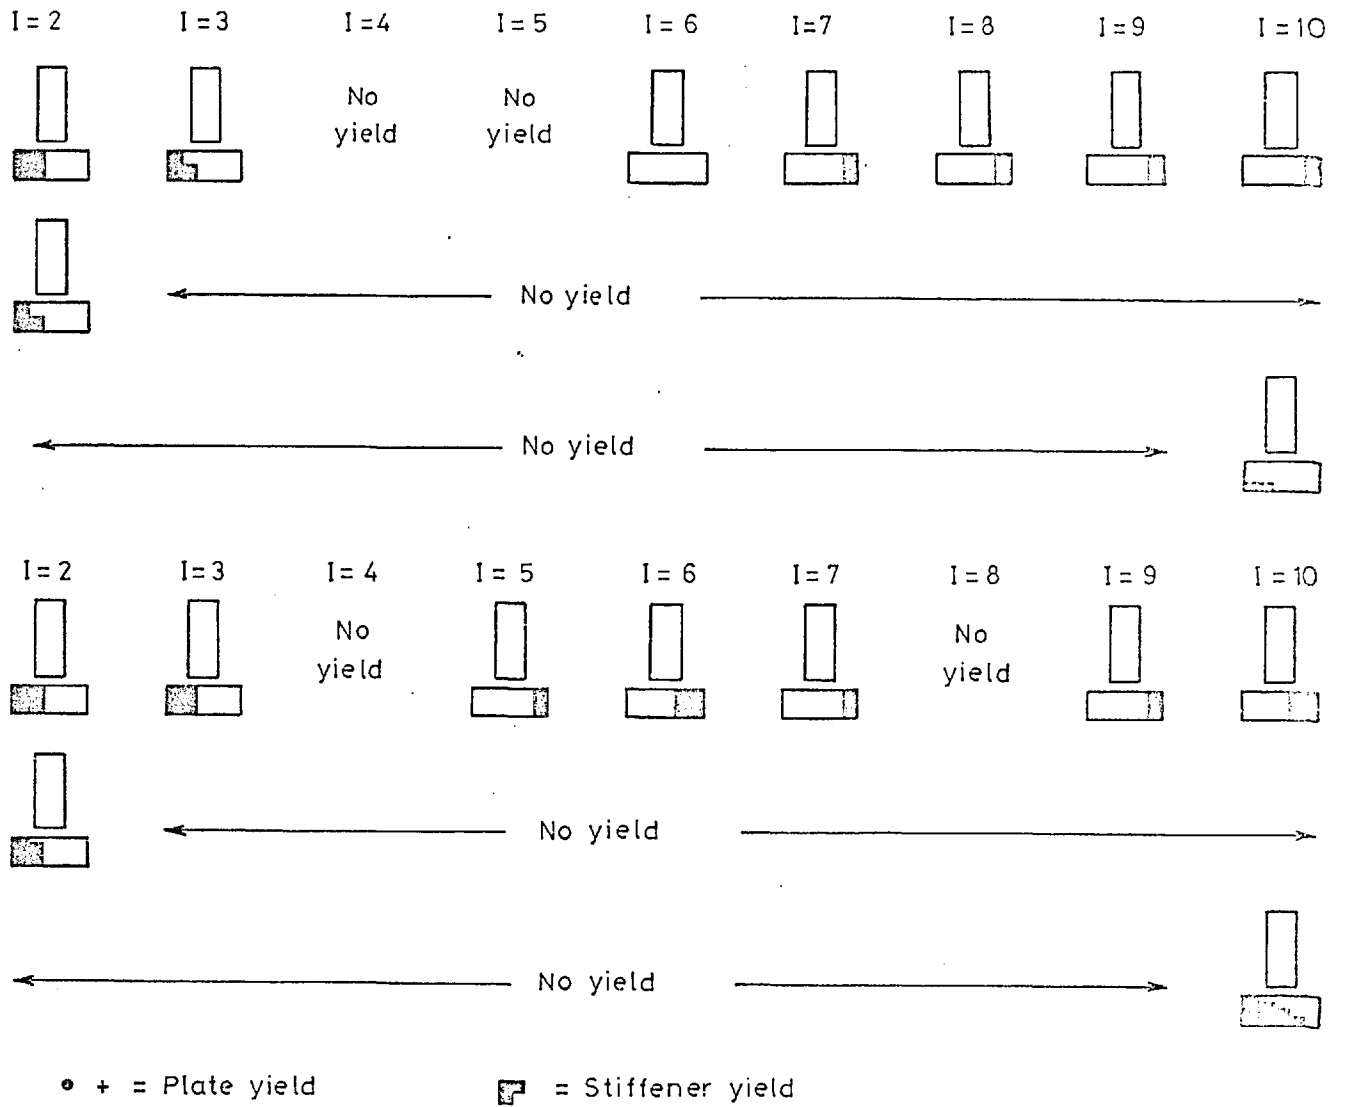 I = 2 I = 3 I = 4 I = 5 I = 6 I = 7 I = 8 I = 9 I = 10
No No
yield yield
No yield
No yield
I = 2 I = 3 I = 4 I = 5 I = 6 I = 7 I = 8 I = 9 I = 10
No No
yield yield
No yield
No yield
• + = Plate yield = Stiffener yield